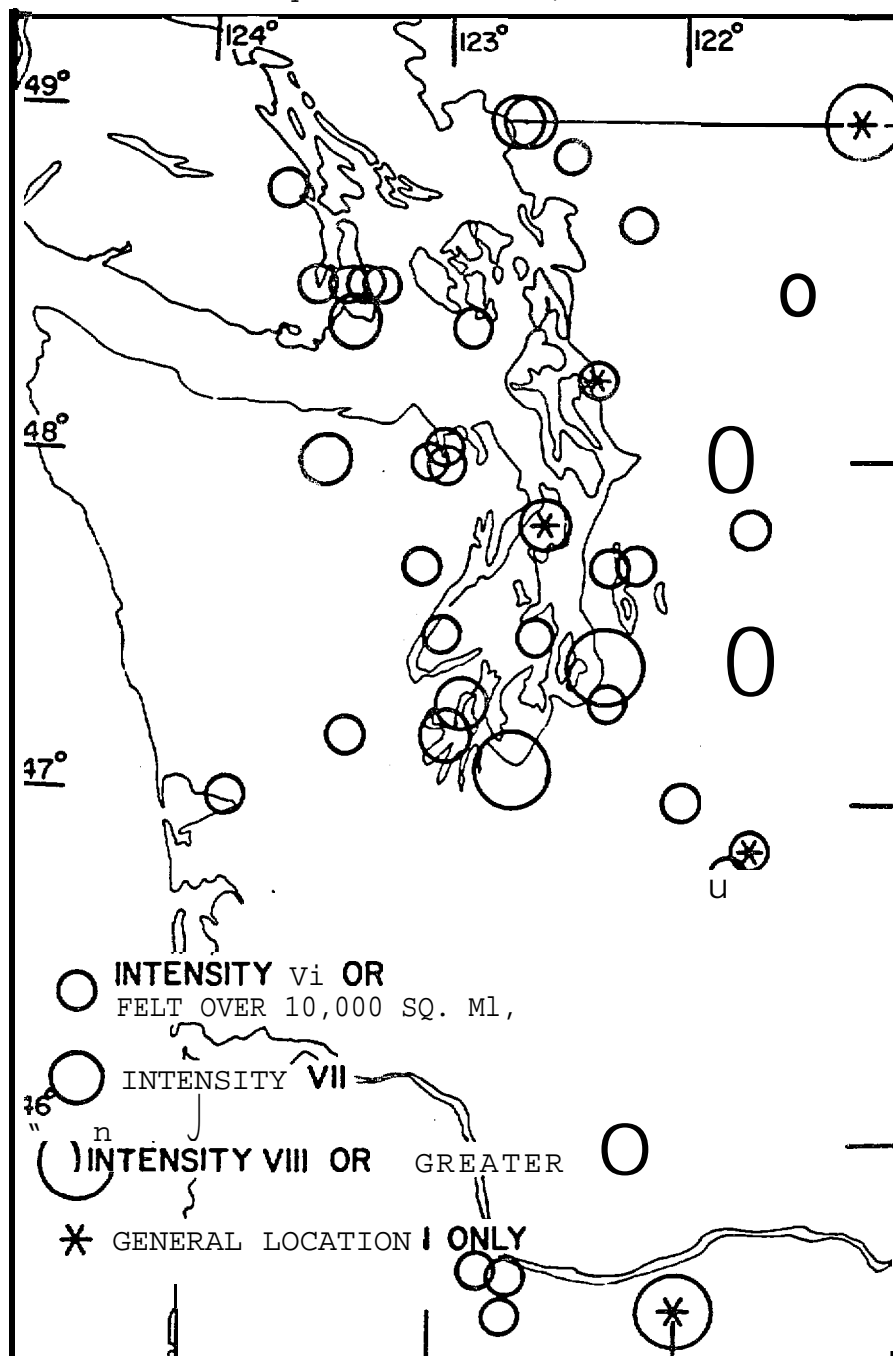 124° 123° 122°
49°
48°
47°
u
INTENSITY Vi OR
FELT OVER 10,000 SQ. Ml,
INTENSITY VII
46°
n
INTENSITY VIII OR GREATER
GENERAL LOCATION ONLY